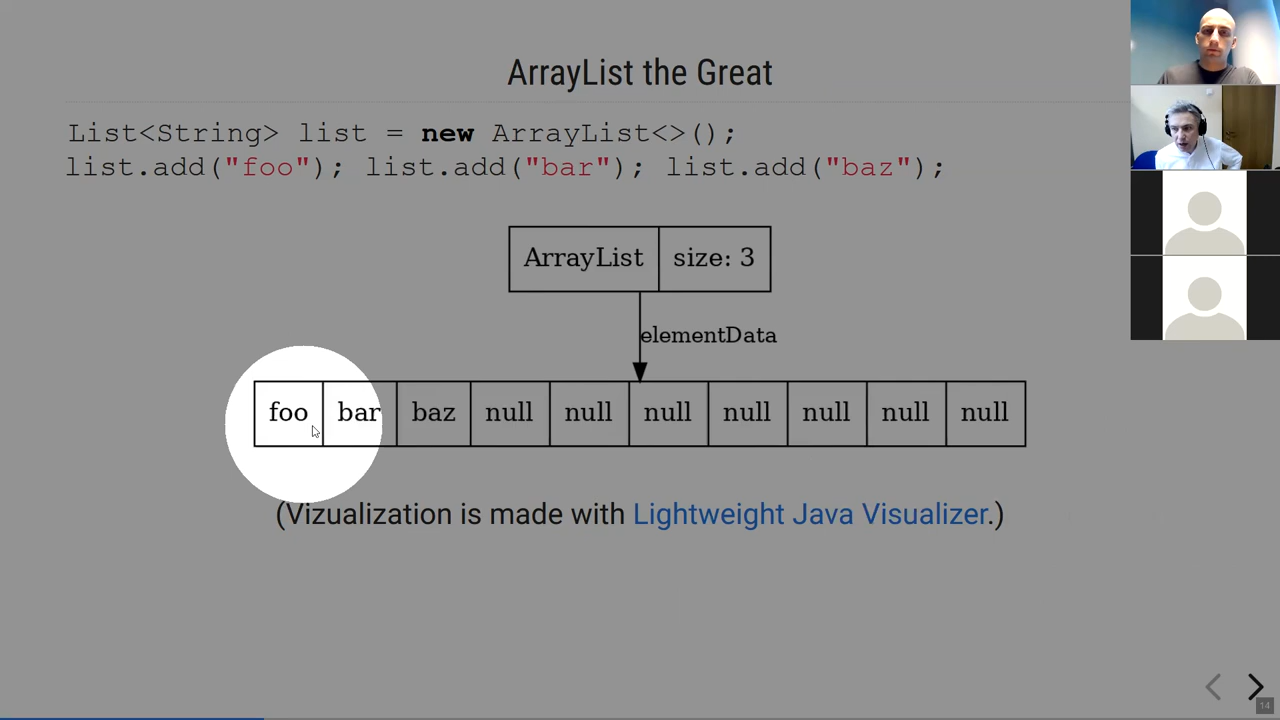 ArrayList the Great
List<String> list = new ArrayList<>();
list.add("foo"); list.add("bar"); list.add("baz");
ArrayList size: 3
elementData
foo bar baz null null null null null null null
(Vizualization is made with Lightweight Java Visualizer.)
14